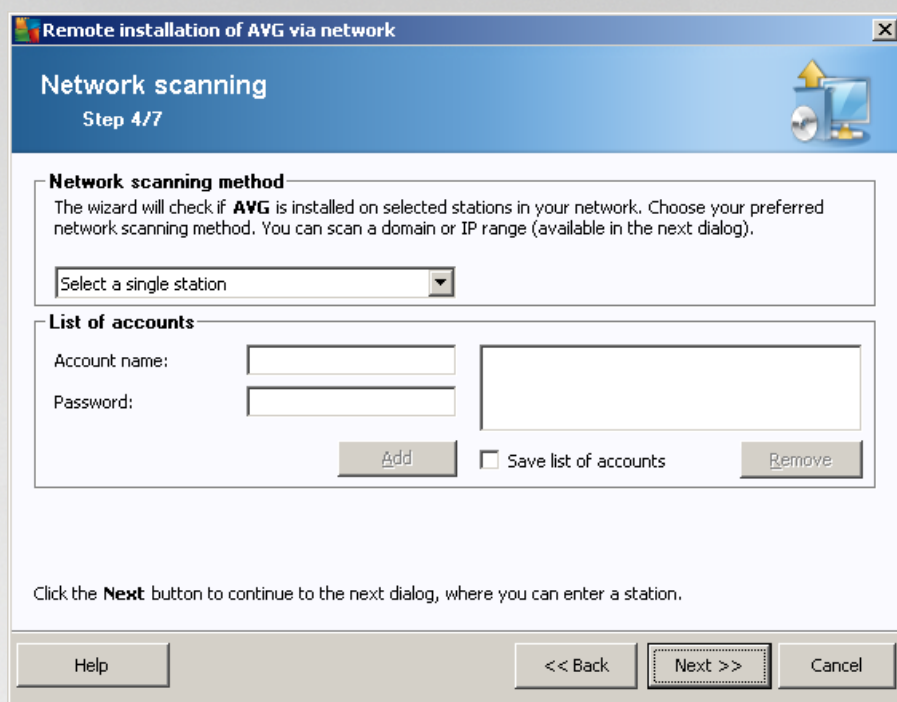 Remote installation of AVG via network
Network scanning
Step 4/7
Network scanning method
The wizard will check if AVG is installed on selected stations in your network. Choose your preferred
network scanning method. You can scan a domain or IP range (available in the next dialog).
Select a single station
List of accounts
Account name:
Password:
Add
Save list of accounts
Remove
Click the Next button to continue to the next dialog, where you can enter a station.
Help
<< Back
Next >>
Cancel